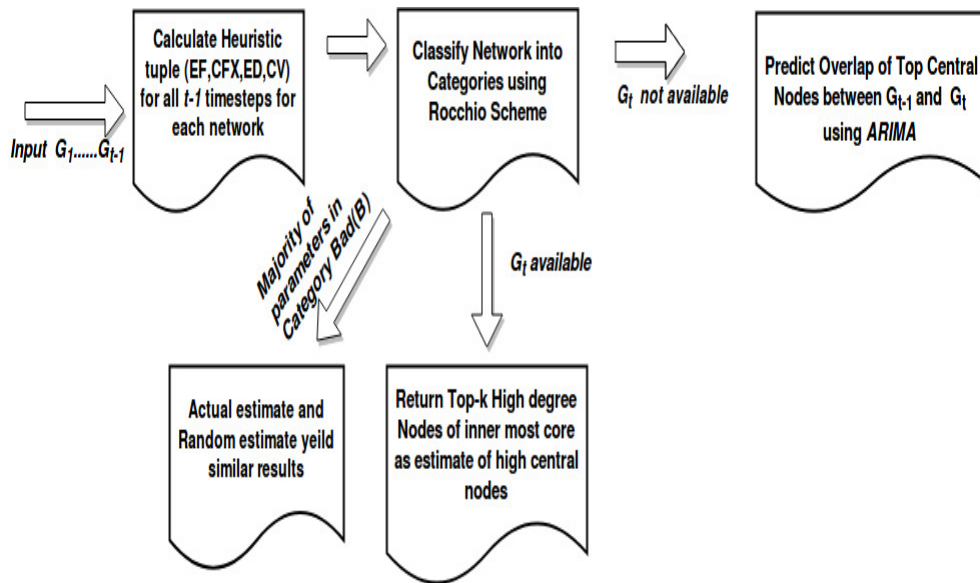 Input G1......Gt-1
Calculate Heuristic
tuple (EF,CFX,ED,CV)
for all t-1 timesteps for
each network
Classify Network into
Categories using
Rocchio Scheme
Gt not available
Predict Overlap of Top Central
Nodes between Gt-1 and Gt
using ARIMA
Majority of
parameters in
Category Bad(B)
Gt available
Actual estimate and
Random estimate yeild
similar results
Return Top-k High degree
Nodes of inner most core
as estimate of high central
nodes